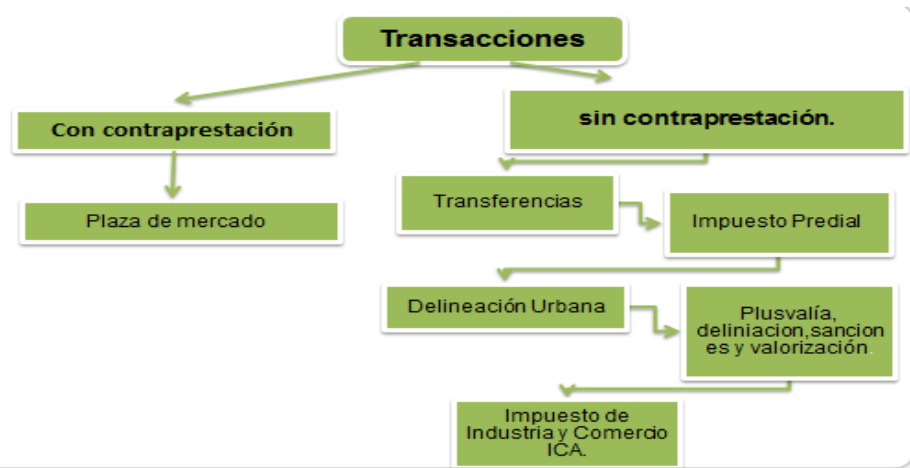 Transacciones
Con contraprestación
sin contraprestación.
Plaza de mercado
Transferencias
Impuesto Predial
Delineación Urbana
Plusvalía,
deliniacion,sancion
es y valorización.
Impuesto de
Industria y Comercio
ICA.